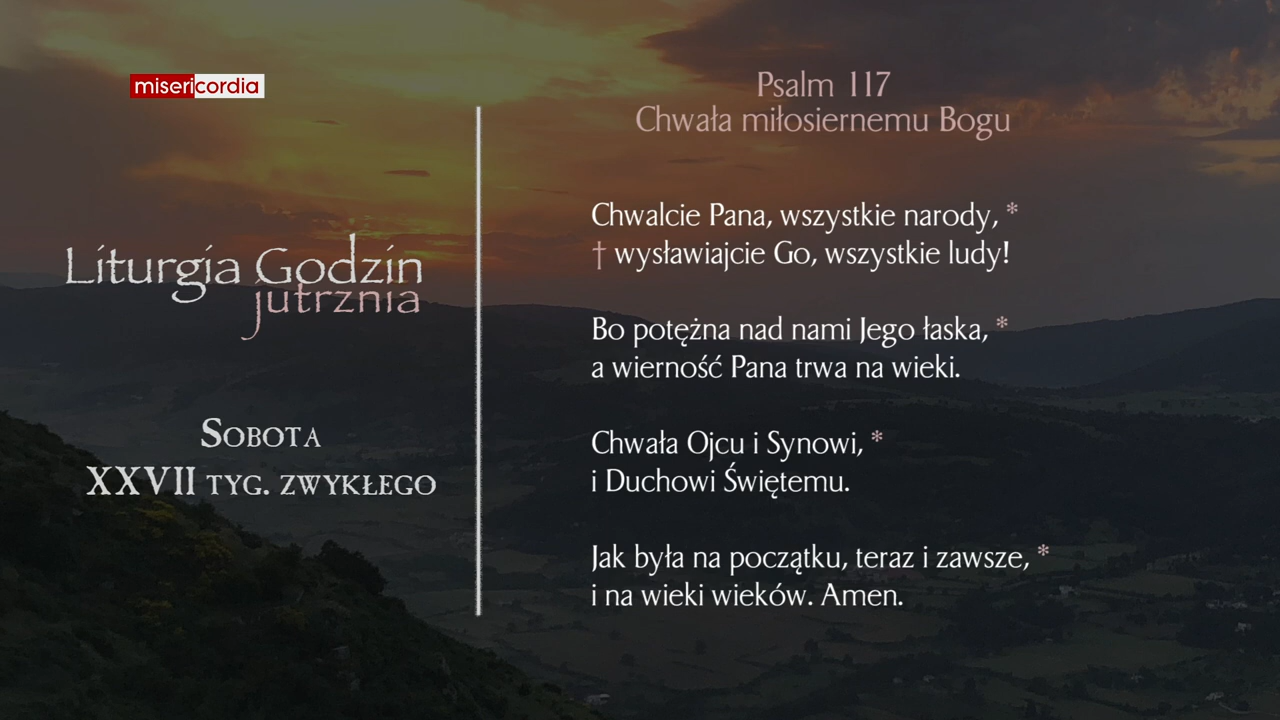 misericordia
Liturgia Godzin
jutrznia
Sobota
XXVII tyg. zwykłego
Psalm 117
Chwała miłosiernemu Bogu
Chwalcie Pana, wszystkie narody, *
† wysławiajcie Go, wszystkie ludy!
Bo potężna nad nami Jego łaska, *
a wierność Pana trwa na wieki.
Chwała Ojcu i Synowi, *
i Duchowi Świętemu.
Jak była na początku, teraz i zawsze, *
i na wieki wieków. Amen.